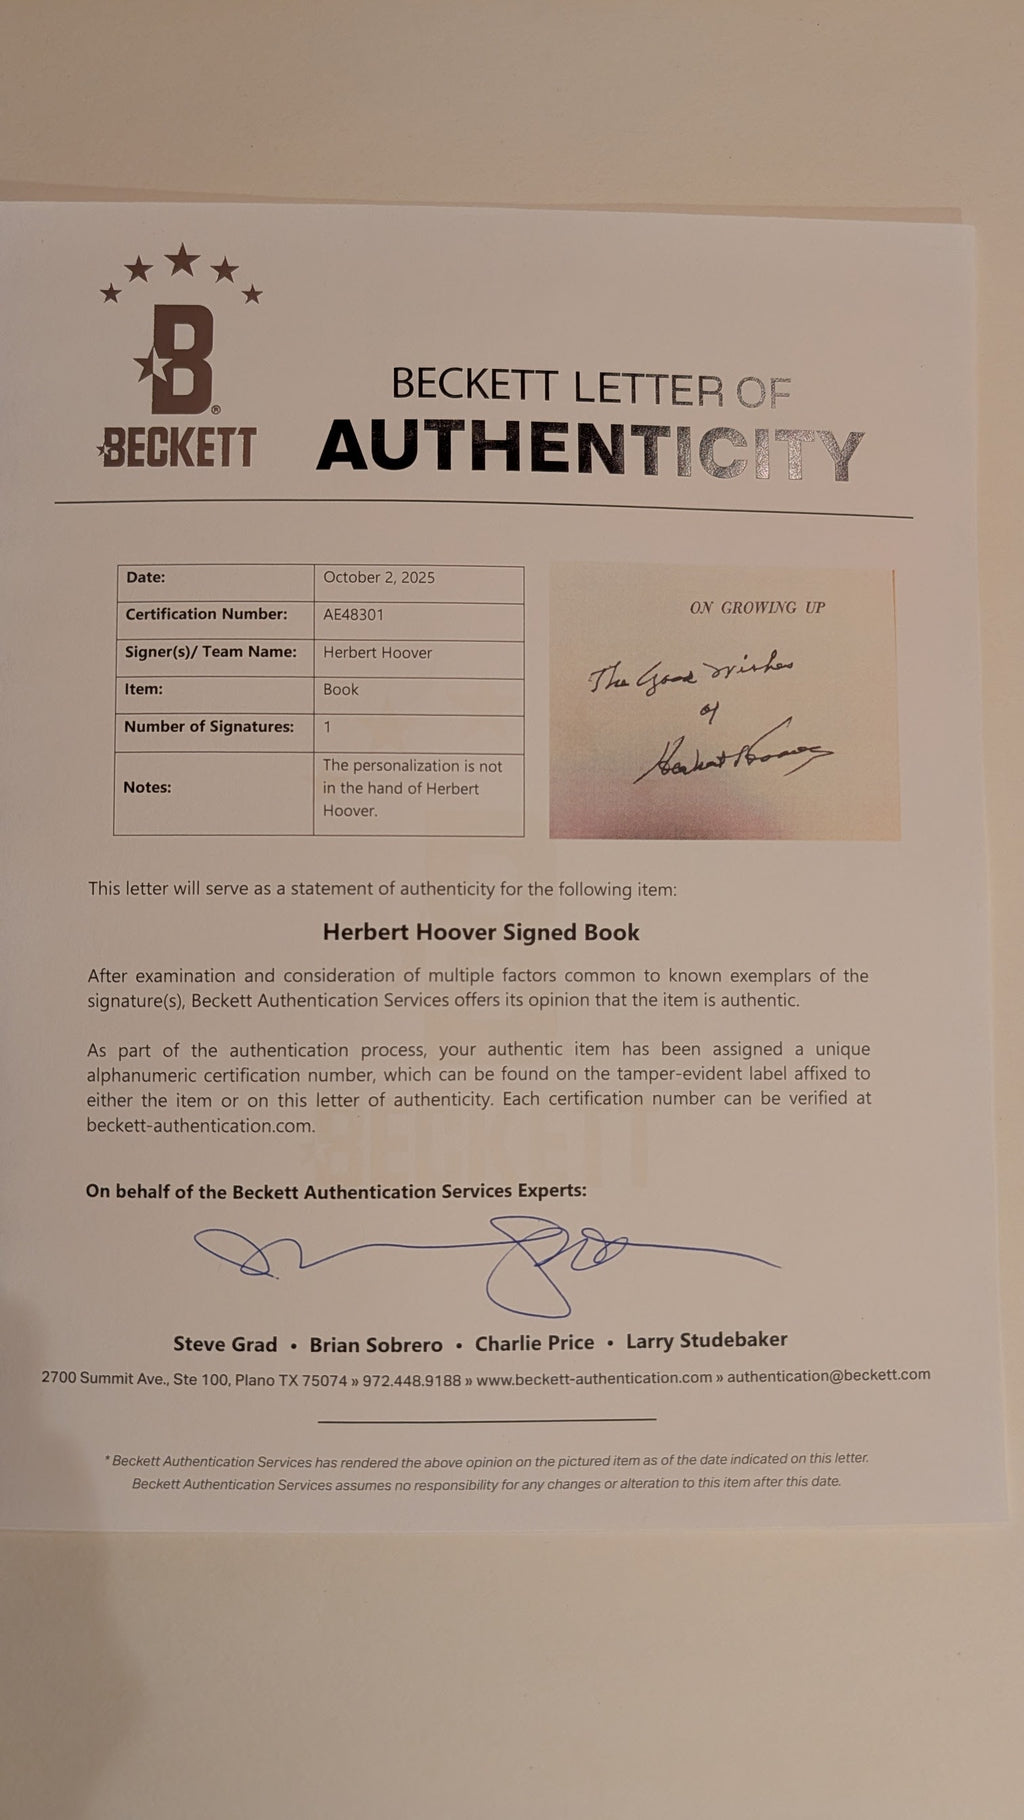 B®
BECKETT
BECKETT LETTER OF
AUTHENTICITY
Date: October 2, 2025
Certification Number: AE48301
Signer(s)/ Team Name: Herbert Hoover
Item: Book
Number of Signatures: 1
Notes: The personalization is not
in the hand of Herbert
Hoover.
ON GROWING UP
The Good Wishes
of
Herbert Hoover
This letter will serve as a statement of authenticity for the following item:
Herbert Hoover Signed Book
After examination and consideration of multiple factors common to known exemplars of the
signature(s), Beckett Authentication Services offers its opinion that the item is authentic.
As part of the authentication process, your authentic item has been assigned a unique
alphanumeric certification number, which can be found on the tamper-evident label affixed to
either the item or on this letter of authenticity. Each certification number can be verified at
beckett-authentication.com.
On behalf of the Beckett Authentication Services Experts:
Steve Grad • Brian Sobrero • Charlie Price • Larry Studebaker
2700 Summit Ave., Ste 100, Plano TX 75074 » 972.448.9188 » www.beckett-authentication.com » authentication@beckett.com
* Beckett Authentication Services has rendered the above opinion on the pictured item as of the date indicated on this letter.
Beckett Authentication Services assumes no responsibility for any changes or alteration to this item after this date.